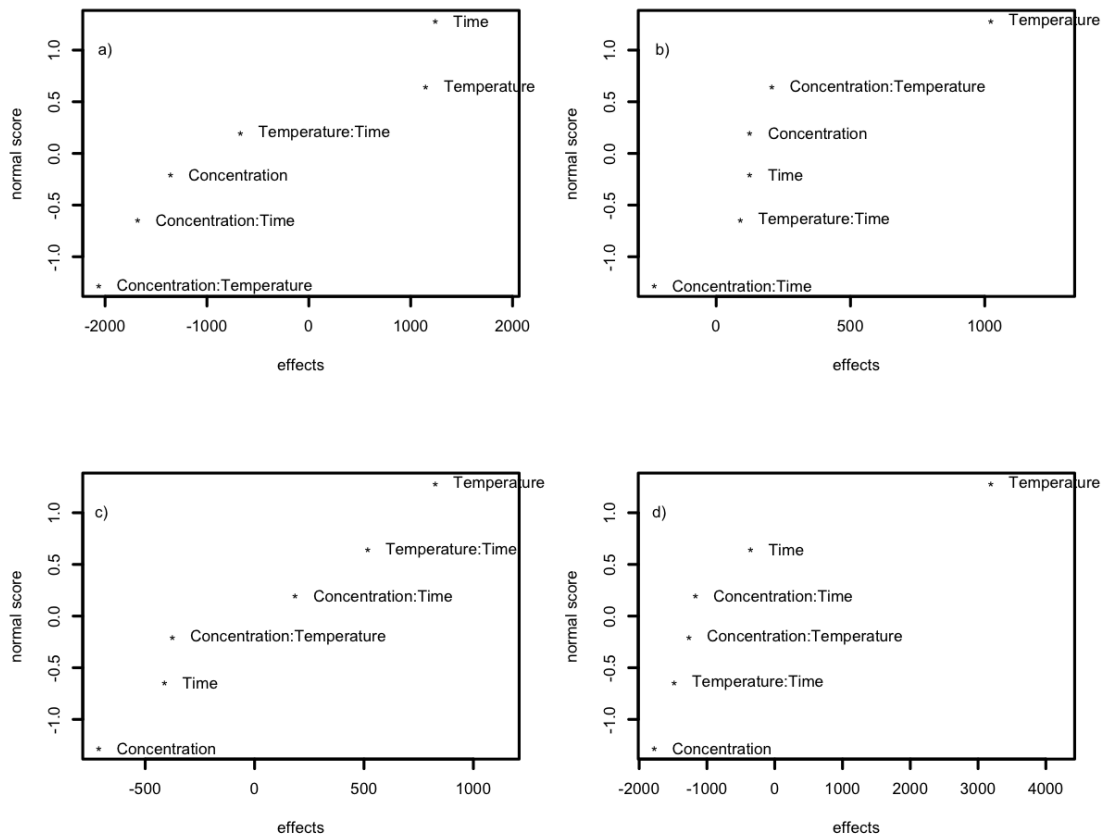 a)
Time
Temperature
Temperature:Time
Concentration
Concentration:Time
Concentration:Temperature
1.0
0.5
0.0
-0.5
-1.0
normal score
-2000 -1000 0 1000 2000
effects
b)
Temperature
Concentration:Temperature
Concentration
Time
Temperature:Time
Concentration:Time
1.0
0.5
0.0
-0.5
-1.0
normal score
0 500 1000
effects
c)
Temperature
Temperature:Time
Concentration:Time
Concentration:Temperature
Time
Concentration
1.0
0.5
0.0
-0.5
-1.0
normal score
-500 0 500 1000
effects
d)
Temperature
Time
Concentration:Time
Concentration:Temperature
Temperature:Time
Concentration
1.0
0.5
0.0
-0.5
-1.0
normal score
-2000 -1000 0 1000 2000 3000 4000
effects